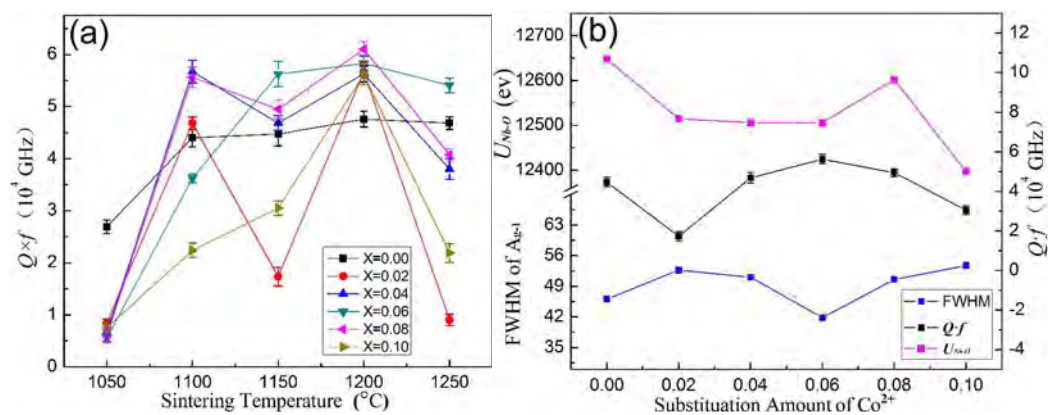 (a)
6
5
4
3
2
1
0
Q×f (10⁴ GHz)
X=0.00
X=0.02
X=0.04
X=0.06
X=0.08
X=0.10
1050 1100 1150 1200 1250
Sintering Temperature (°C)
(b)
12700
12600
12500
12400
63
56
49
42
35
U_Nb-O (ev)
FWHM of Ag-1
FWHM
Q·f
U_Nb-O
12
10
8
6
4
2
0
-2
-4
Q·f (10⁴ GHz)
0.00 0.02 0.04 0.06 0.08 0.10
Substituation Amount of Co²⁺